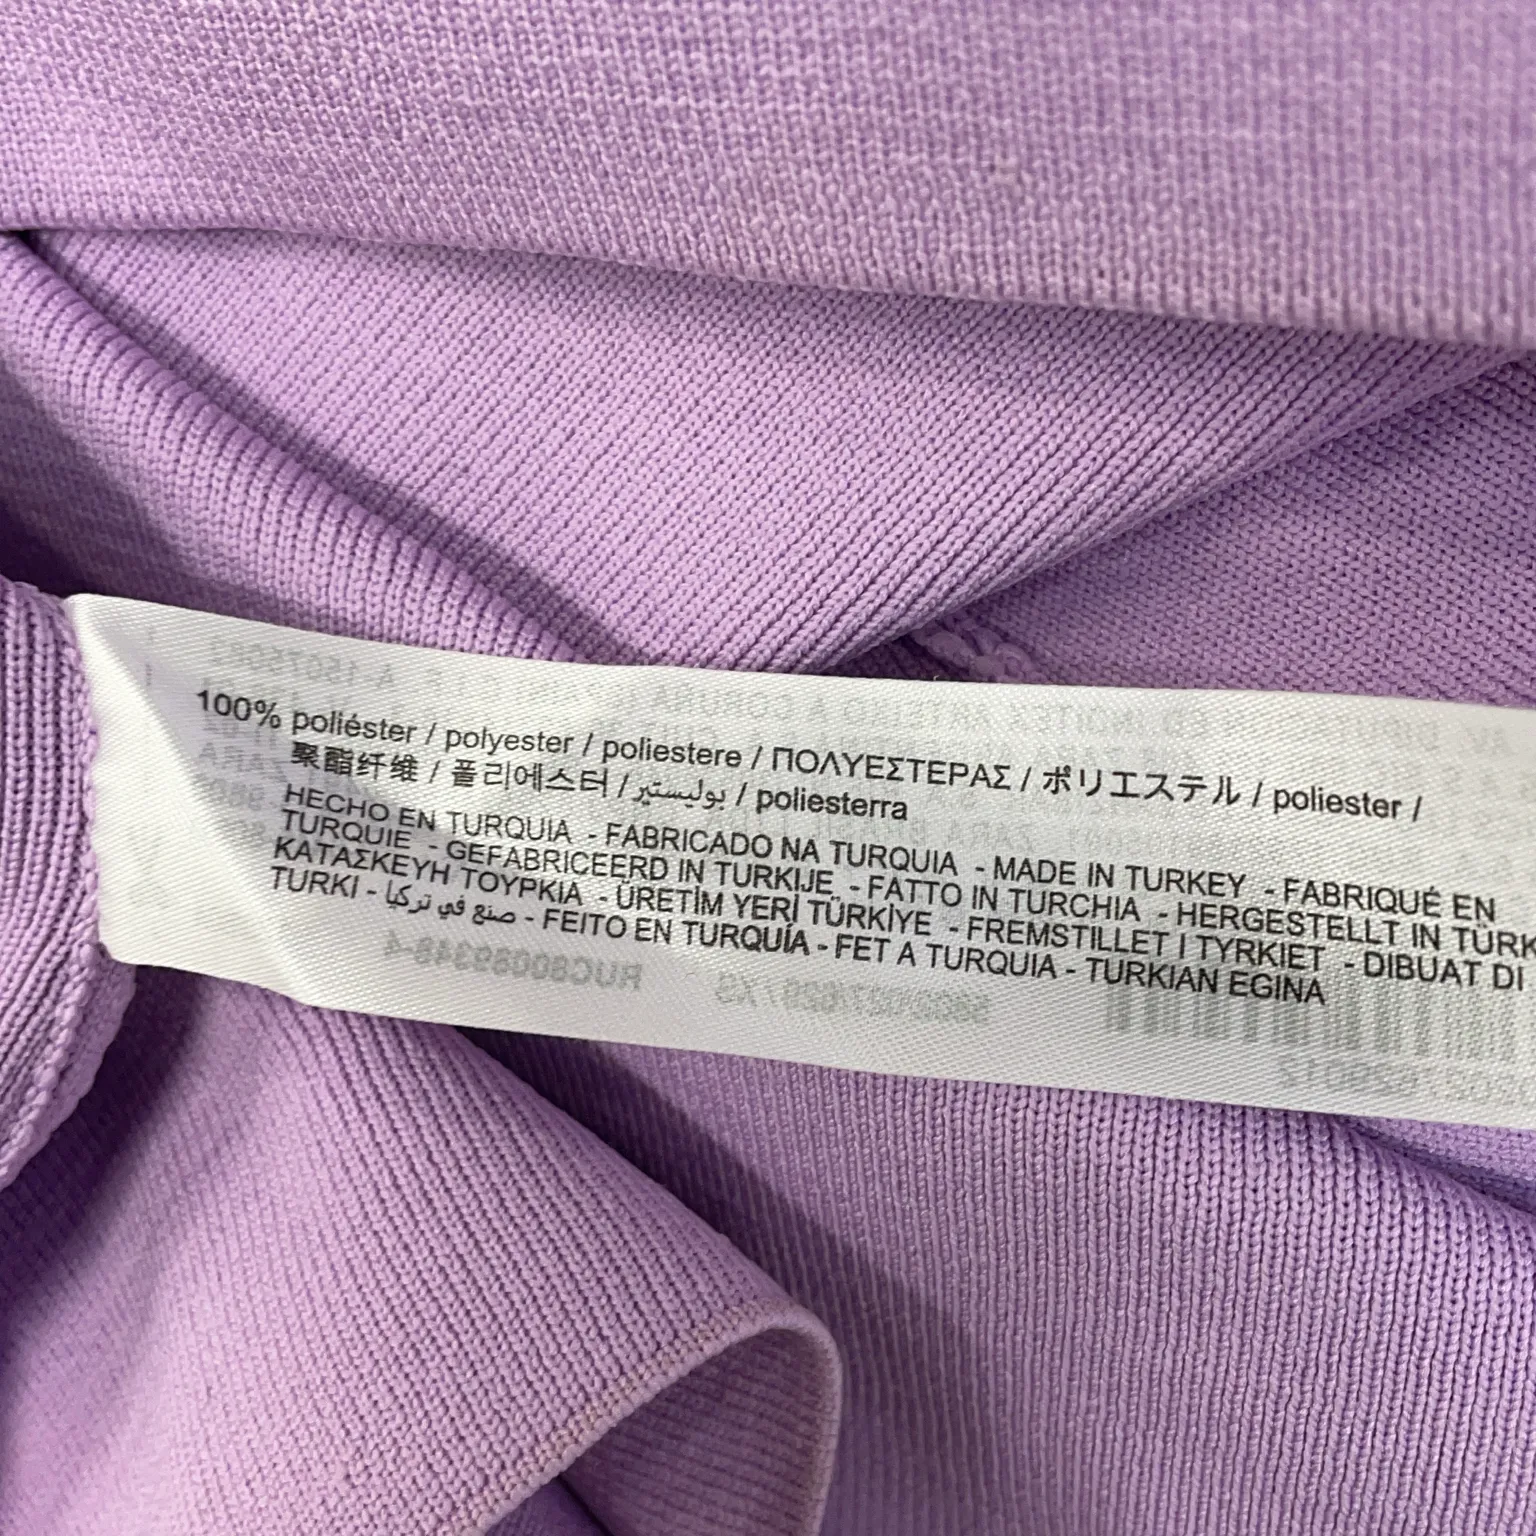 100% poliéster / polyester / poliestere / ΠΟΛΥΕΣΤΕΡΑΣ / ポリエステル / poliester /
聚酯纤维 / 폴리에스터 / بوليستير / poliesterra
HECHO EN TURQUIA - FABRICADO NA TURQUIA - MADE IN TURKEY - FABRIQUÉ EN
TURQUIE - GEFABRICEERD IN TURKIJE - FATTO IN TURCHIA - HERGESTELLT IN TÜRK
ΚΑΤΑΣΚΕΥΗ ΤΟΥΡΚΙΑ - ÜRETİM YERİ TÜRKİYE - FREMSTILLET I TYRKIET - DIBUAT DI
TURKI - صنع في تركيا - FEITO EN TURQUÍA - FET A TURQUIA - TURKIAN EGINA